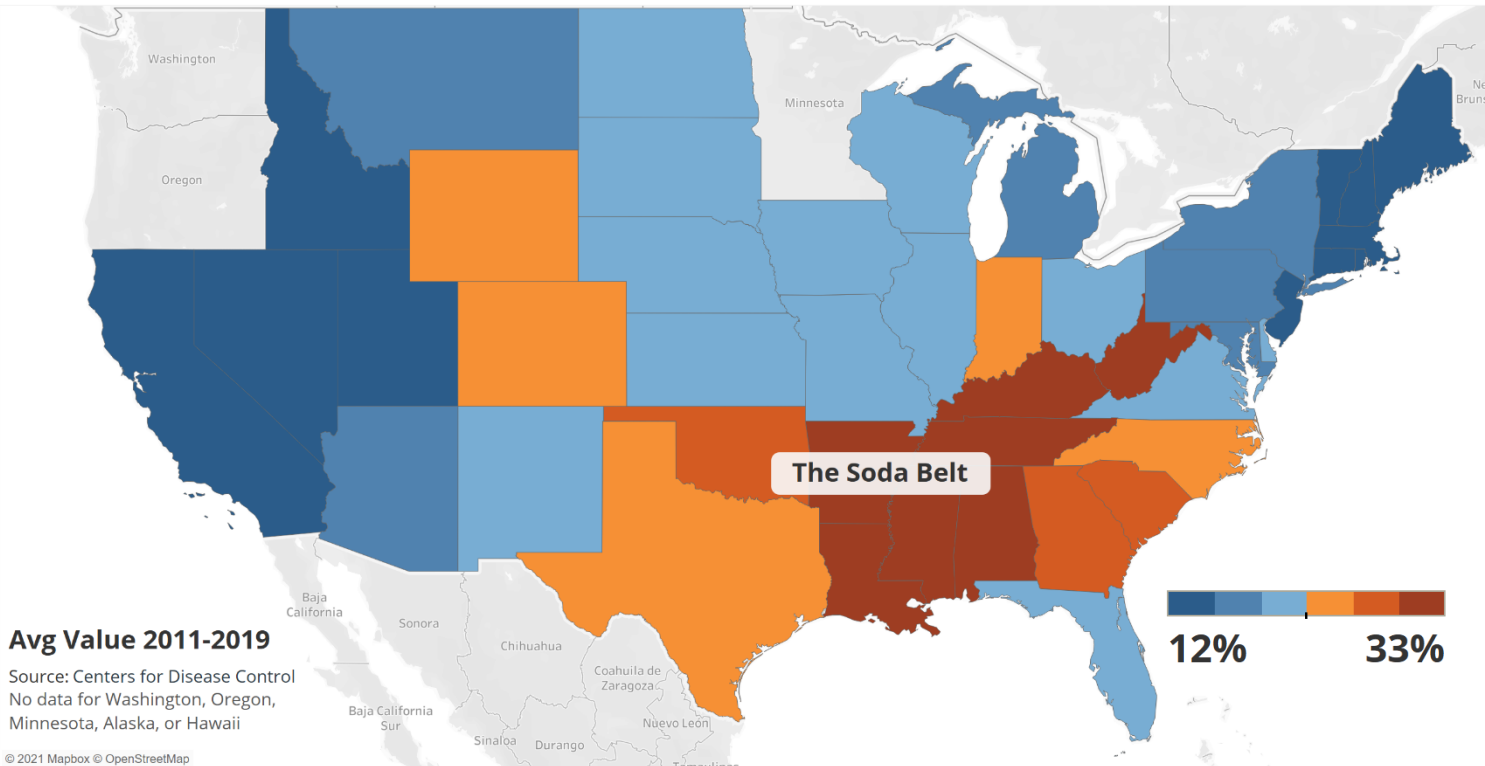 Washington
Minnesota
Oregon
The Soda Belt
Baja
California
Sonora
Chihuahua
Coahuila de
Zaragoza
Baja California
Sur
Nuevo León
Sinaloa
Durango
12%
33%
Avg Value 2011-2019
Source: Centers for Disease Control
No data for Washington, Oregon,
Minnesota, Alaska, or Hawaii
© 2021 Mapbox © OpenStreetMap